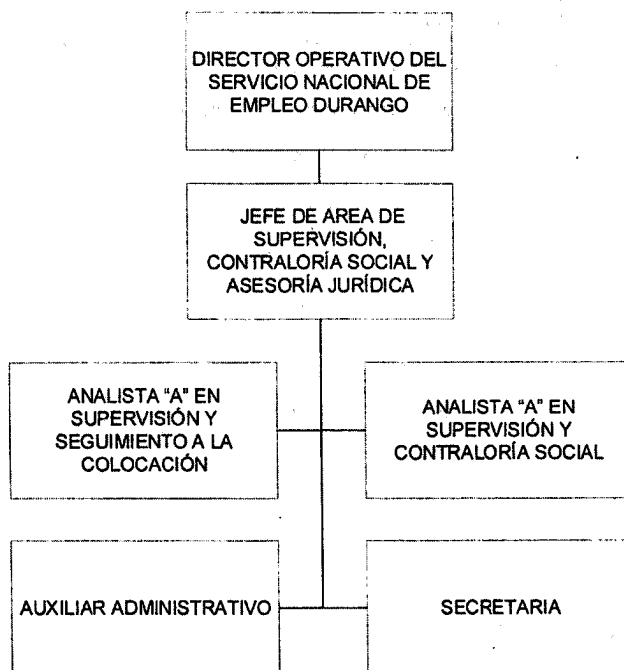 DIRECTOR OPERATIVO DEL
SERVICIO NACIONAL DE
EMPLEO DURANGO
JEFE DE AREA DE
SUPERVISIÓN,
CONTRALORÍA SOCIAL Y
ASESORÍA JURÍDICA
ANALISTA "A" EN
SUPERVISIÓN Y
SEGUIMIENTO A LA
COLOCACIÓN
ANALISTA "A" EN
SUPERVISIÓN Y
CONTRALORÍA SOCIAL
AUXILIAR ADMINISTRATIVO
SECRETARIA